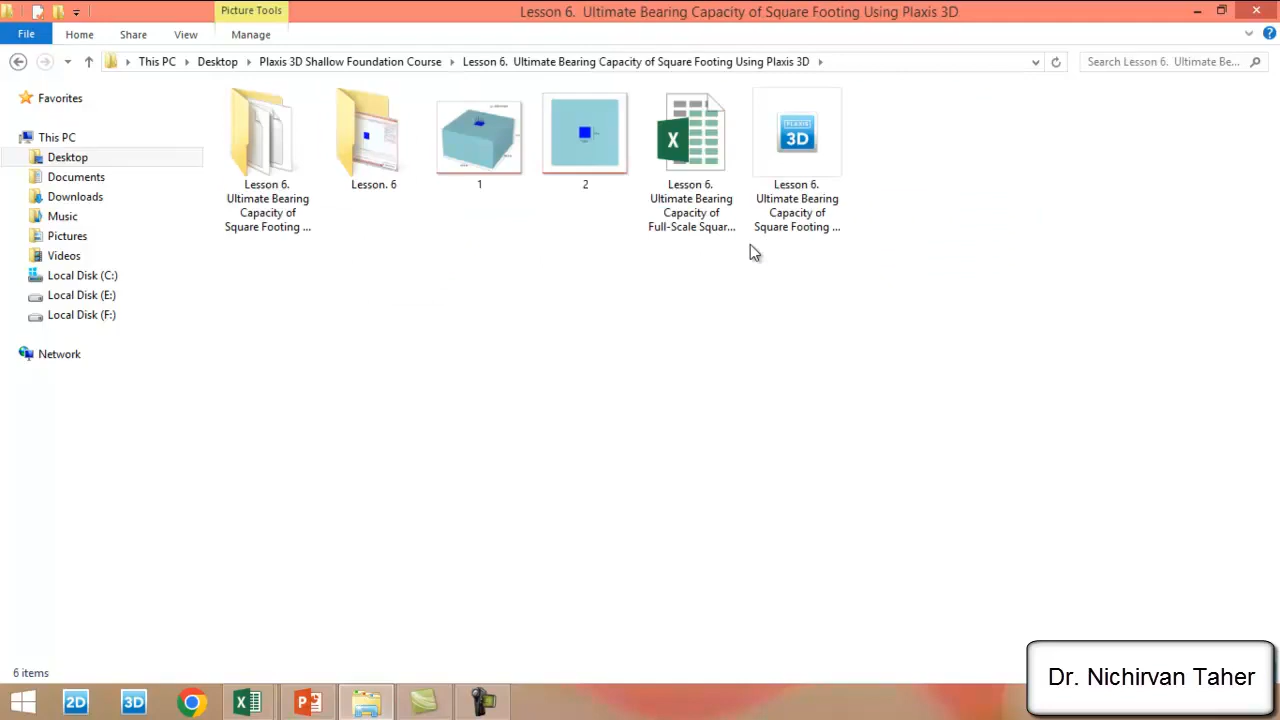 Picture Tools
Lesson 6.  Ultimate Bearing Capacity of Square Footing Using Plaxis 3D
File
Home
Share
View
Manage
This PC
Desktop
Plaxis 3D Shallow Foundation Course
Lesson 6.  Ultimate Bearing Capacity of Square Footing Using Plaxis 3D
Search Lesson 6.  Ultimate Be...
Favorites
This PC
Desktop
Documents
Downloads
Music
Pictures
Videos
Local Disk (C:)
Local Disk (E:)
Local Disk (F:)
Network
Lesson 6.
Ultimate Bearing
Capacity of
Square Footing ...
Lesson. 6
1
2
X
Lesson 6.
Ultimate Bearing
Capacity of
Full-Scale Squar...
PLAXIS
3D
Lesson 6.
Ultimate Bearing
Capacity of
Square Footing ...
6 items
Dr. Nichirvan Taher
2D
3D